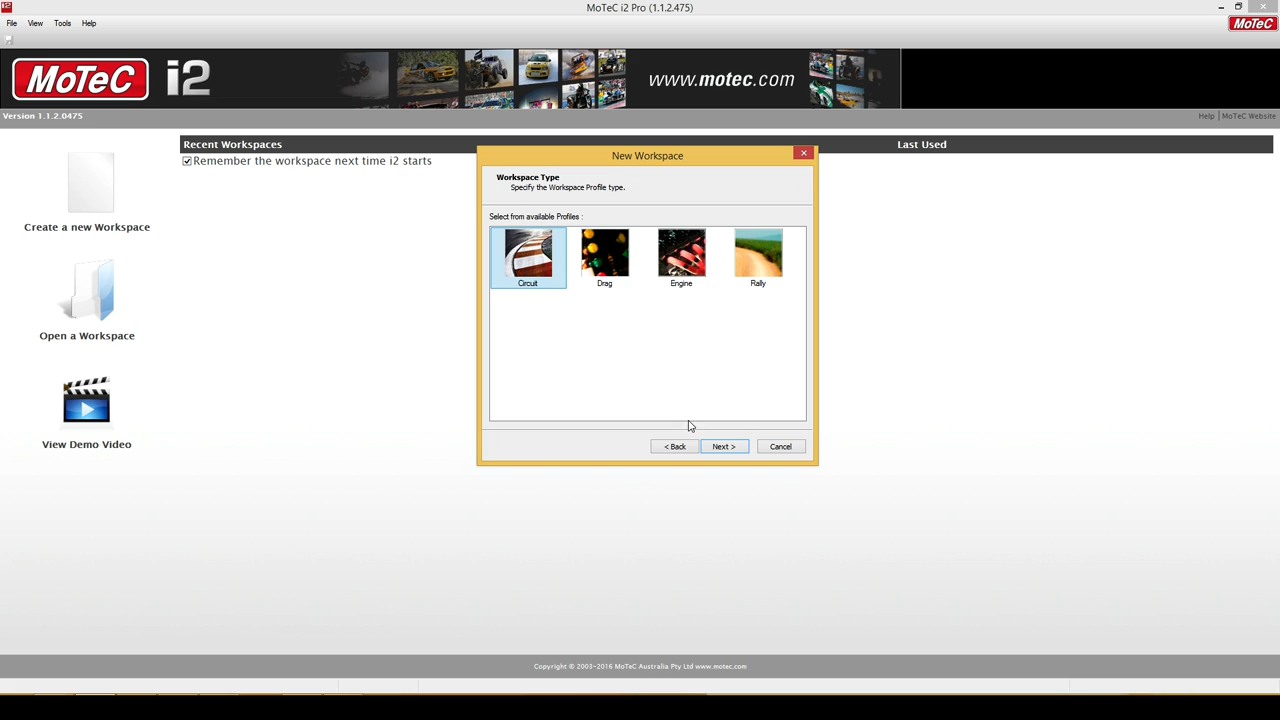 MoTeC i2 Pro (1.1.2.475)
File View Tools Help
MoTeC
MoTeC i2 www.motec.com
Version 1.1.2.0475
Help | MoTeC Website
Recent Workspaces
Last Used
Remember the workspace next time i2 starts
Create a new Workspace
Open a Workspace
View Demo Video
New Workspace
Workspace Type
Specify the Workspace Profile type.
Select from available Profiles :
Circuit Drag Engine Rally
< Back Next > Cancel
Copyright © 2003-2016 MoTeC Australia Pty Ltd www.motec.com